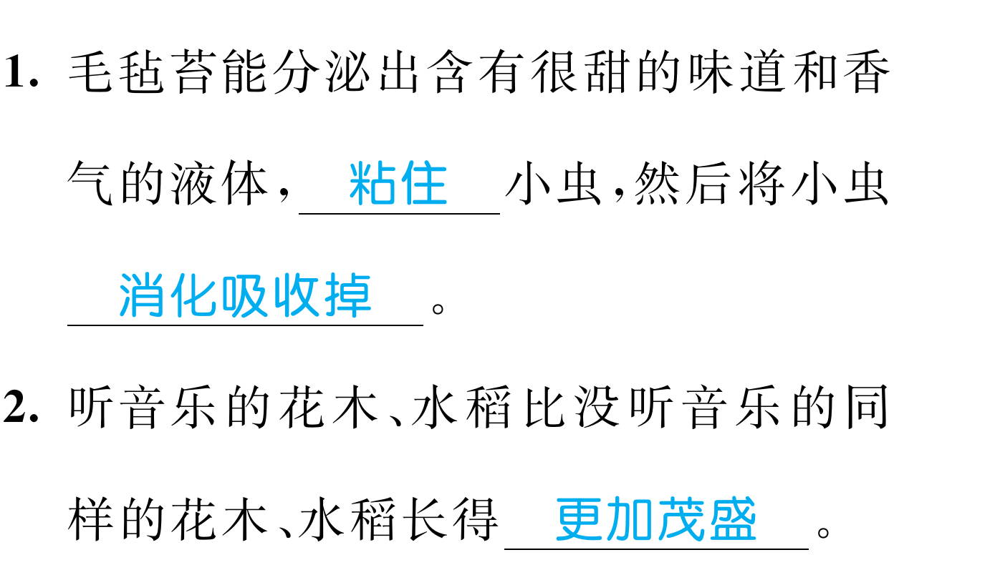 1. 毛毡苔能分泌出含有很甜的味道和香
气的液体，粘住小虫，然后将小虫
消化吸收掉。
2. 听音乐的花木、水稻比没听音乐的同
样的花木、水稻长得更加茂盛。